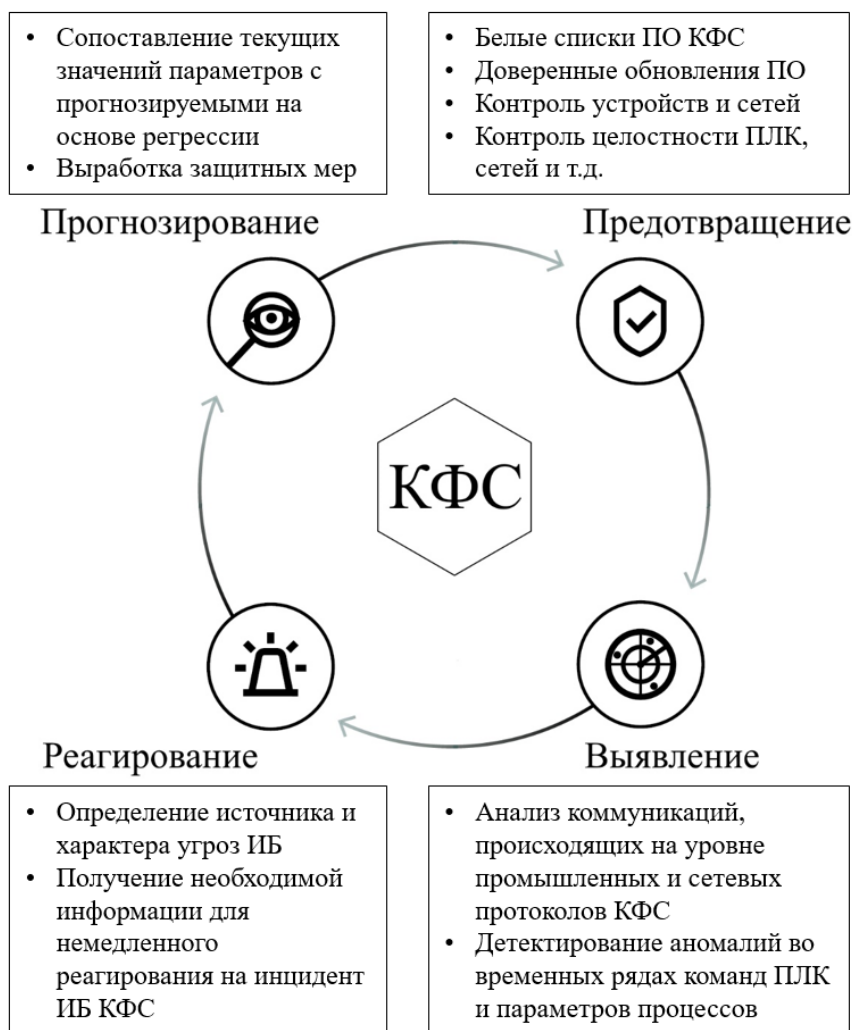 • Сопоставление текущих
значений параметров с
прогнозируемыми на
основе регрессии
• Выработка защитных мер
• Белые списки ПО КФС
• Доверенные обновления ПО
• Контроль устройств и сетей
• Контроль целостности ПЛК,
сетей и т.д.
Прогнозирование
Предотвращение
КФС
Реагирование
Выявление
• Определение источника и
характера угроз ИБ
• Получение необходимой
информации для
немедленного
реагирования на инцидент
ИБ КФС
• Анализ коммуникаций,
происходящих на уровне
промышленных и сетевых
протоколов КФС
• Детектирование аномалий во
временных рядах команд ПЛК
и параметров процессов